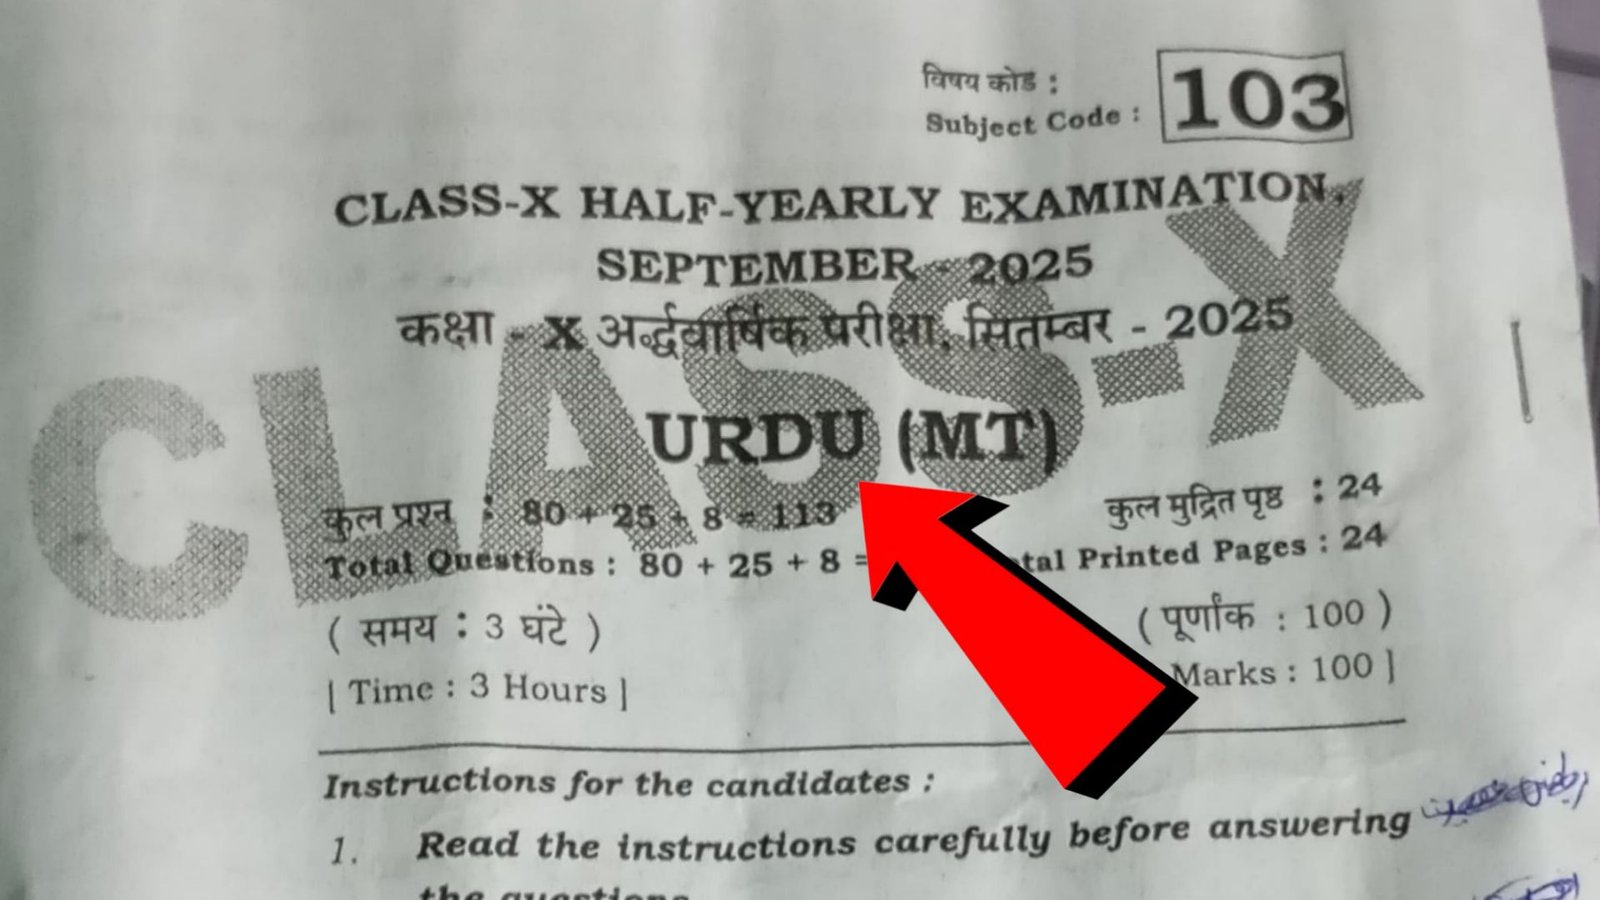 विषय कोड :
Subject Code : 103
CLASS-X HALF-YEARLY EXAMINATION,
SEPTEMBER - 2025
कक्षा - X अर्द्धवार्षिक परीक्षा, सितम्बर - 2025
CLASS-X
URDU (MT)
कुल प्रश्न : 80 + 25 + 8 = 113
कुल मुद्रित पृष्ठ : 24
Total Questions : 80 + 25 + 8 =
Printed Pages : 24
( समय : 3 घंटे )
( पूर्णांक : 100 )
[ Time : 3 Hours ]
Marks : 100 ]
Instructions for the candidates :
1. Read the instructions carefully before answering
the questions.